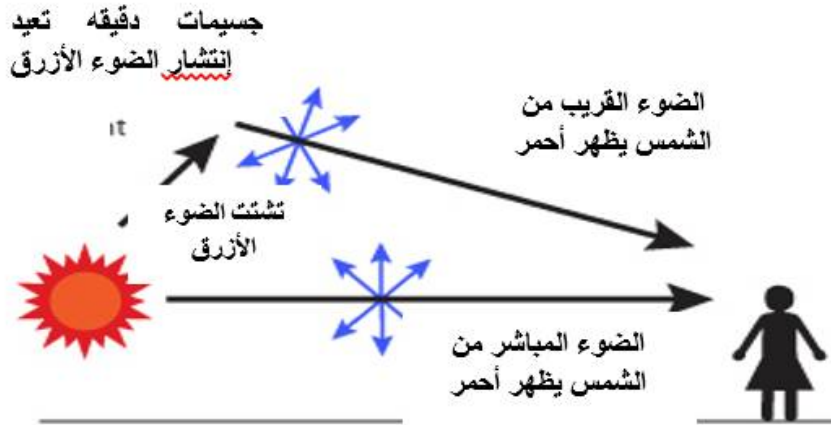 جسيمات دقيقه تعيد
إنتشار الضوء الأزرق
الضوء القريب من
الشمس يظهر أحمر
nt
تشتت الضوء
الأزرق
الضوء المباشر من
الشمس يظهر أحمر